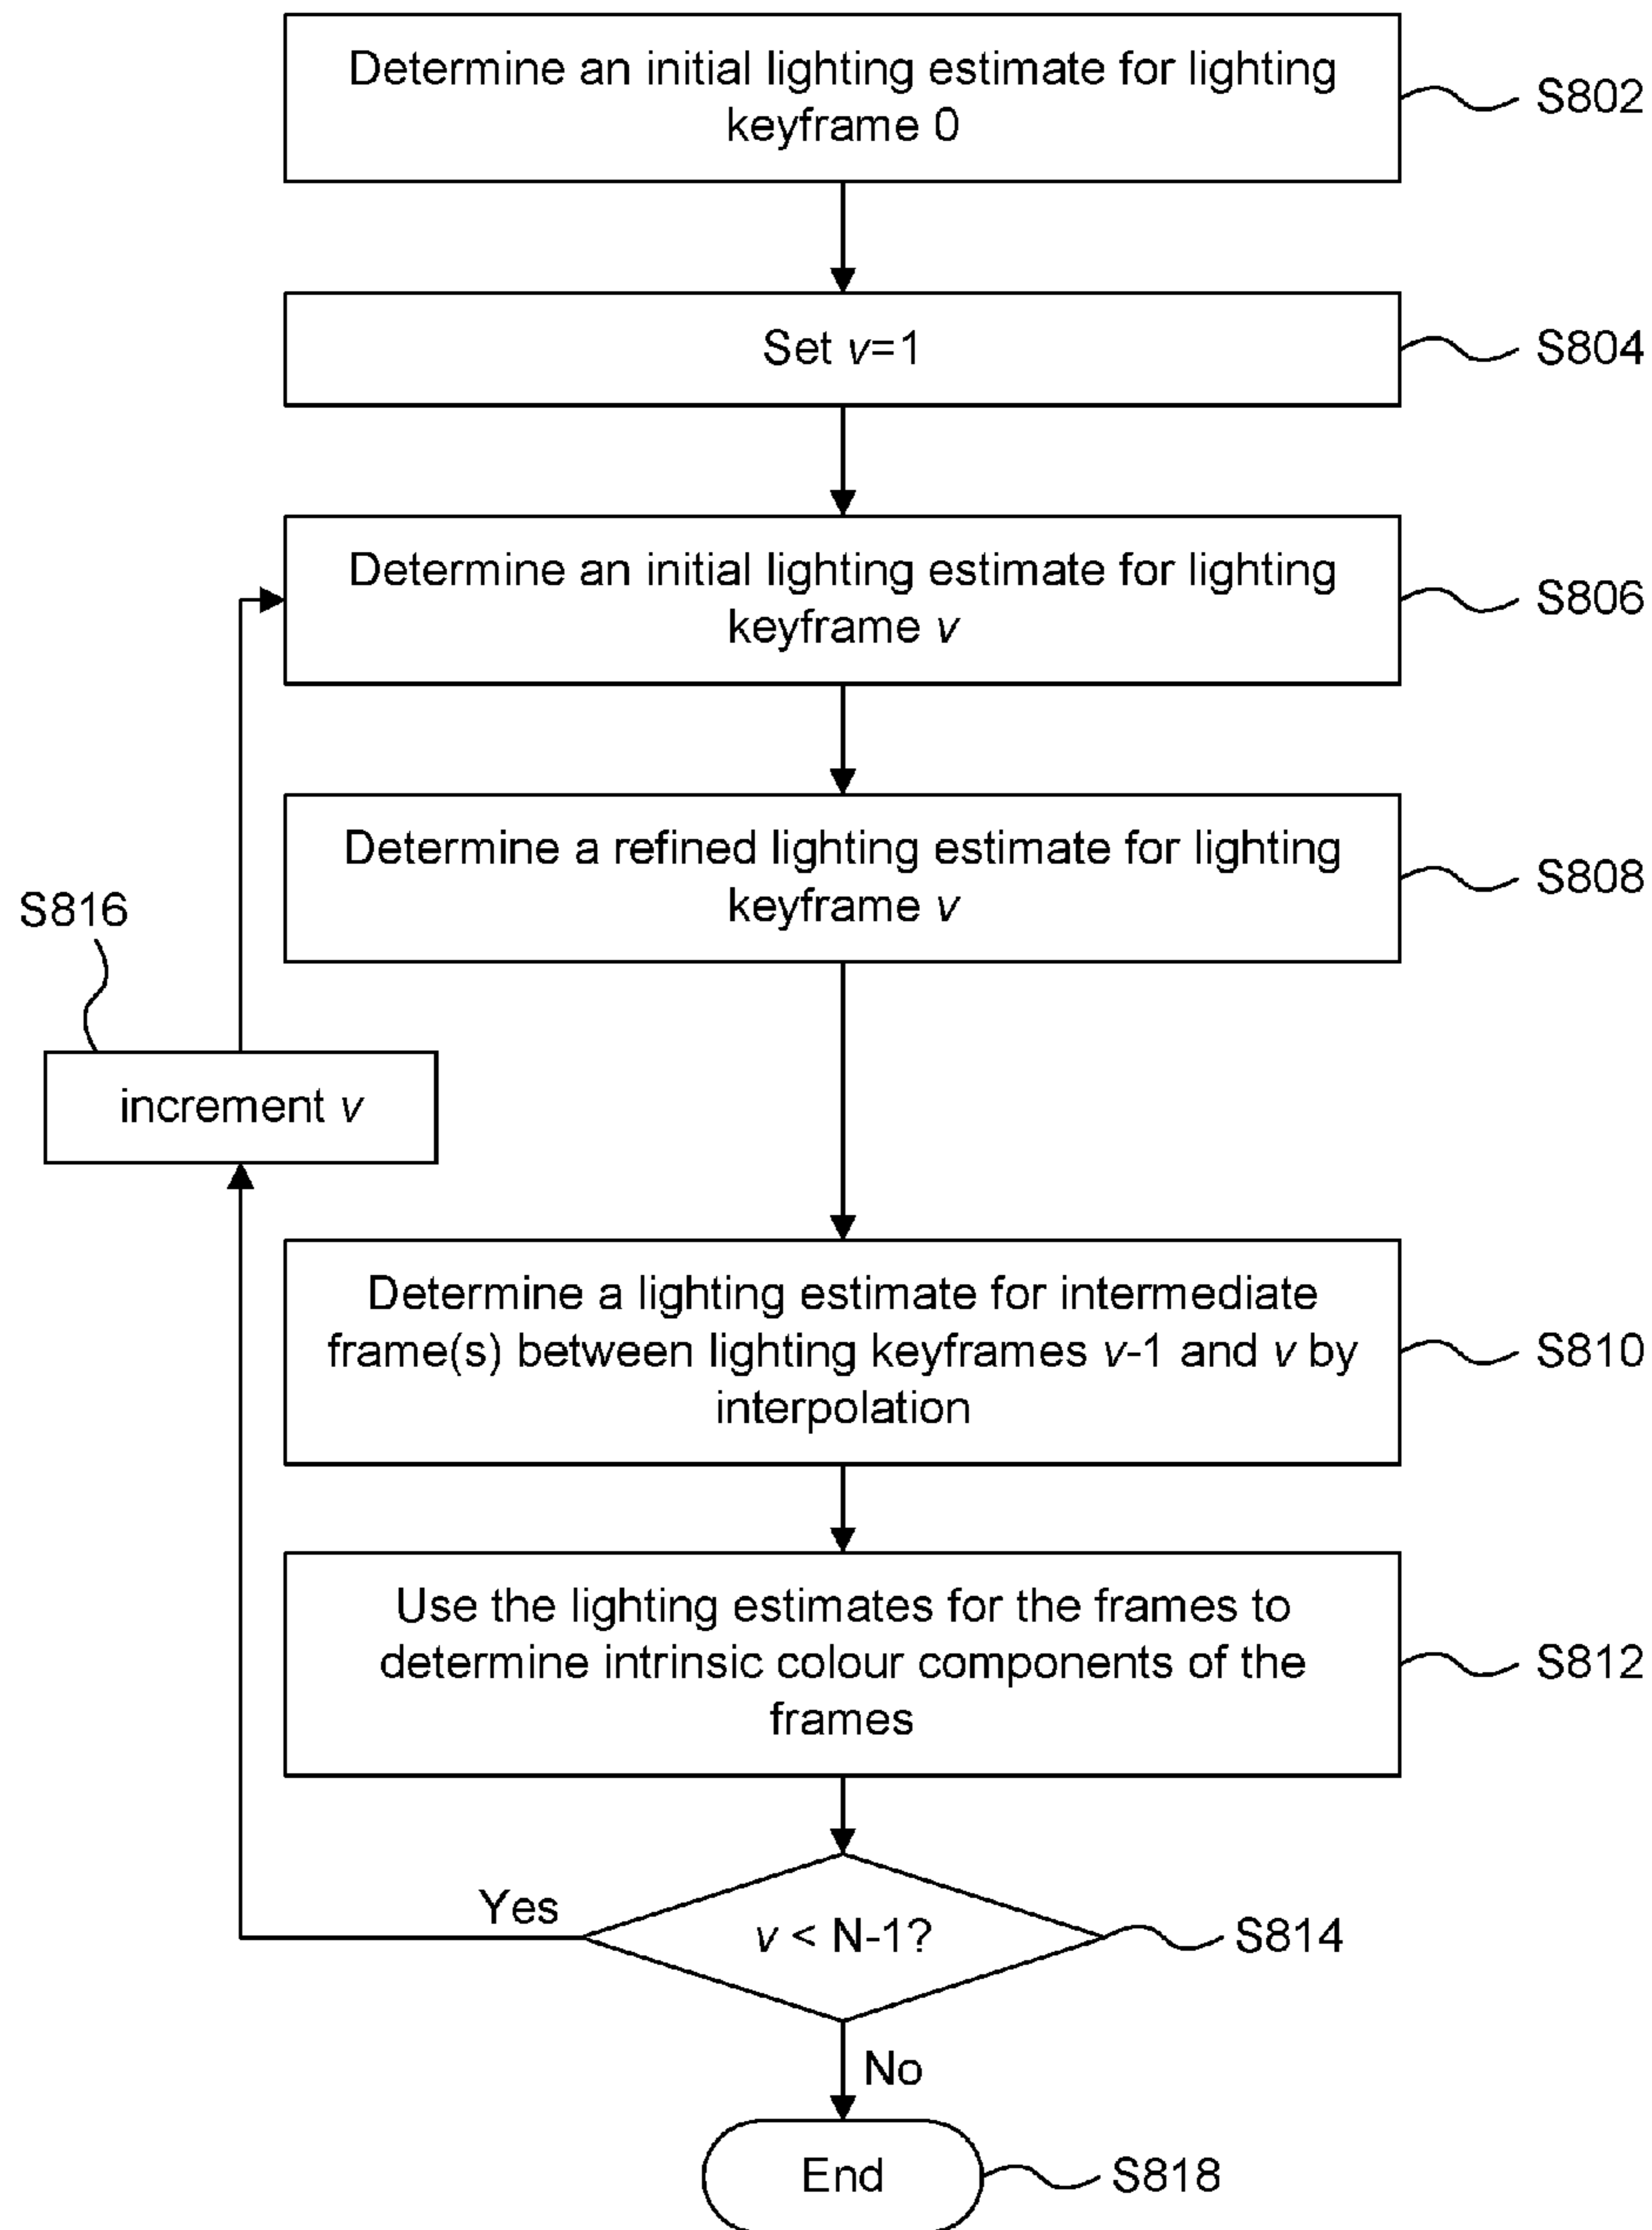 Determine an initial lighting estimate for lighting
keyframe 0
S802
Set v=1
S804
Determine an initial lighting estimate for lighting
keyframe v
S806
Determine a refined lighting estimate for lighting
keyframe v
S808
S816
increment v
Determine a lighting estimate for intermediate
frame(s) between lighting keyframes v-1 and v by
interpolation
S810
Use the lighting estimates for the frames to
determine intrinsic colour components of the
frames
S812
Yes
v < N-1?
S814
No
End
S818